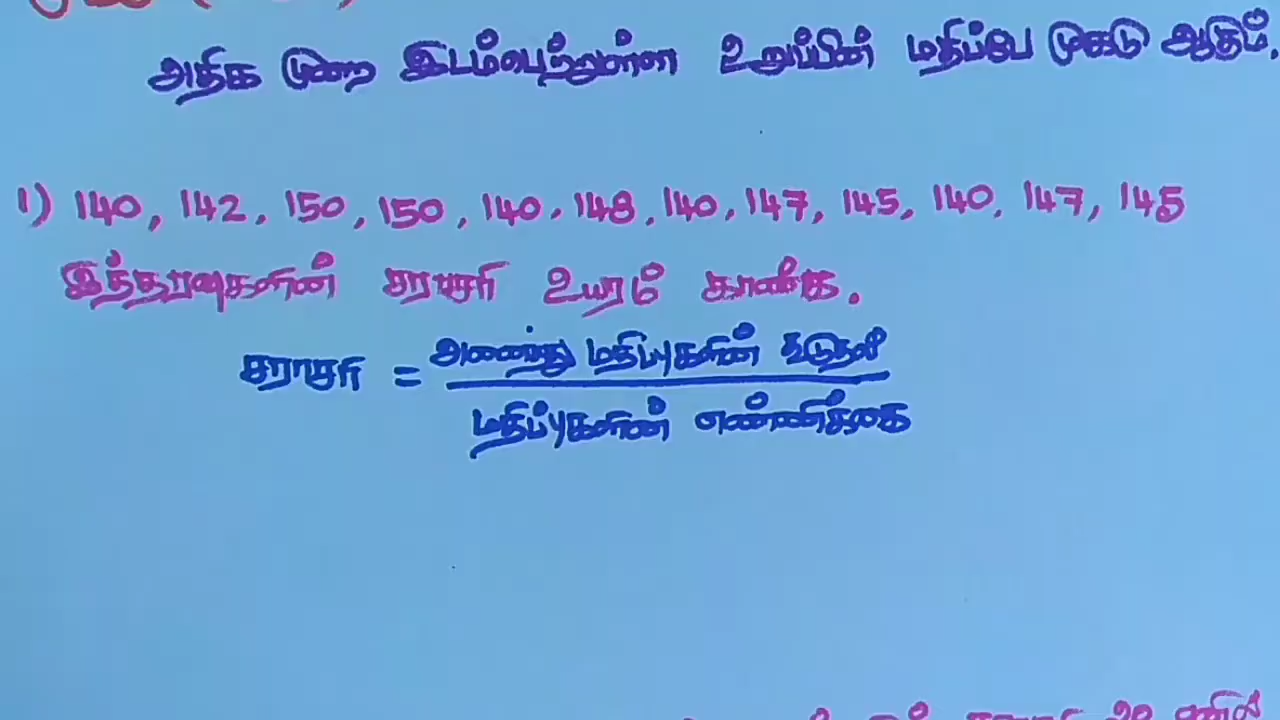 அதிக முறை இடம்பெற்றுள்ள உறுப்பின் மதிப்பே முகடு ஆகும்.
1) 140, 142, 150, 150, 140, 148, 140, 147, 145, 140, 147, 145
இத்தரவுகளின் சராசரி உயரம் காண்க.
சராசரி = அனைத்து மதிப்புகளின் கூடுதல்
மதிப்புகளின் எண்ணிக்கை